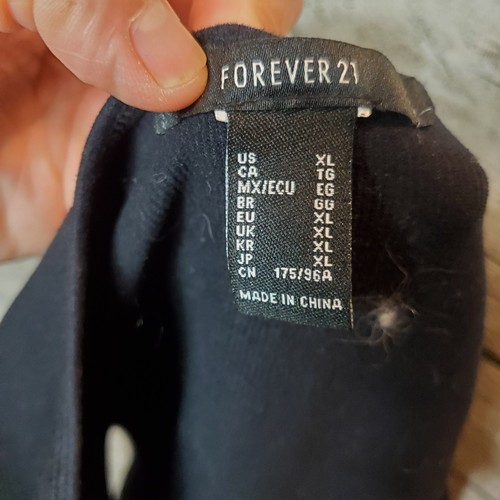 FOREVER 21
US XL
CA TG
MX/ECU EG
BR GG
EU XL
UK XL
KR XL
JP XL
CN 175/96A
MADE IN CHINA